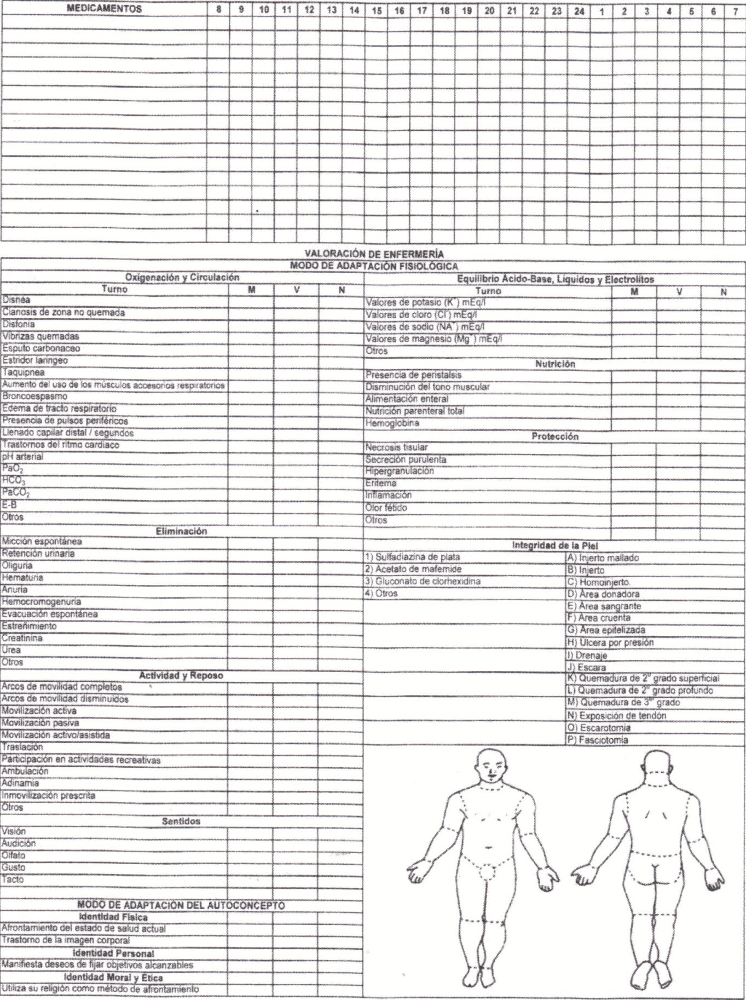 MEDICAMENTOS 8 9 10 11 12 13 14 15 16 17 18 19 20 21 22 23 24 1 2 3 4 5 6 7
VALORACIÓN DE ENFERMERÍA
MODO DE ADAPTACIÓN FISIOLÓGICA
Oxigenación y Circulación
Turno M V N
Disnea
Cianosis de zona no quemada
Disfonía
Vibrizas quemadas
Esputo carbonaceo
Estridor laríngeo
Taquipnea
Aumento del uso de los músculos accesorios respiratorios
Broncoespasmo
Edema de tracto respiratorio
Presencia de pulsos periféricos
Llenado capilar distal / segundos
Trastornos del ritmo cardiaco
pH arterial
PaO₂
HCO₃
PaCO₂
E-B
Otros
Eliminación
Micción espontánea
Retención urinaria
Oliguria
Hematuria
Anuria
Hemocromogenuria
Evacuación espontánea
Estreñimiento
Creatinina
Urea
Otros
Actividad y Reposo
Arcos de movilidad completos
Arcos de movilidad disminuidos
Movilización activa
Movilización pasiva
Movilización activo/asistida
Traslación
Participación en actividades recreativas
Ambulación
Adinamia
Inmovilización prescrita
Otros
Sentidos
Visión
Audición
Olfato
Gusto
Tacto
MODO DE ADAPTACIÓN DEL AUTOCONCEPTO
Identidad Física
Afrontamiento del estado de salud actual
Trastorno de la imagen corporal
Identidad Personal
Manifiesta deseos de fijar objetivos alcanzables
Identidad Moral y Ética
Utiliza su religión como método de afrontamiento
Equilibrio Ácido-Base, Líquidos y Electrolitos
Turno M V N
Valores de potasio (K⁺) mEq/l
Valores de cloro (Cl⁻) mEq/l
Valores de sodio (NA⁺) mEq/l
Valores de magnesio (Mg⁺) mEq/l
Otros
Nutrición
Presencia de peristalsis
Disminución del tono muscular
Alimentación enteral
Nutrición parenteral total
Hemoglobina
Protección
Necrosis tisular
Secreción purulenta
Hipergranulación
Eritema
Inflamación
Olor fétido
Otros
Integridad de la Piel
1) Sulfadiazina de plata
2) Acetato de mafemide
3) Gluconato de clorhexidina
4) Otros
A) Injerto mallado
B) Injerto
C) Homoinjerto.
D) Área donadora
E) Área sangrante
F) Área cruenta
G) Área epitelizada
H) Ulcera por presión
I) Drenaje
J) Escara
K) Quemadura de 2º grado superficial
L) Quemadura de 2º grado profundo
M) Quemadura de 3er grado
N) Exposición de tendón
O) Escarotomía
P) Fasciotomía